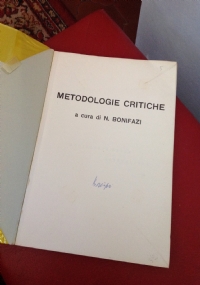 METODOLOGIE CRITICHE
a cura di N. BONIFAZI